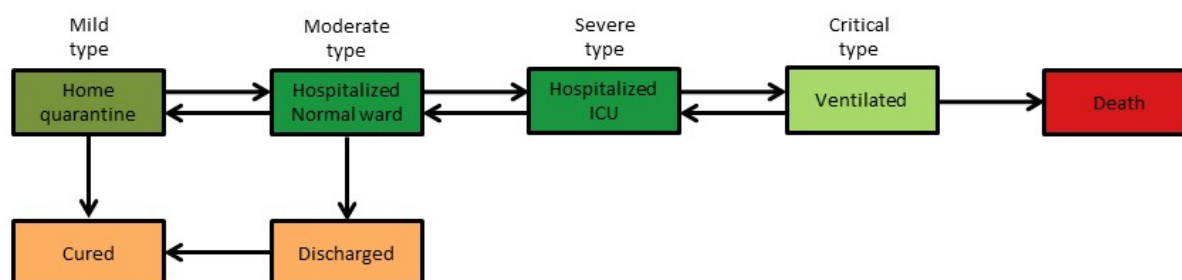 Mild
type
Moderate
type
Severe
type
Critical
type
Home
quarantine
Hospitalized
Normal ward
Hospitalized
ICU
Ventilated
Death
Cured
Discharged